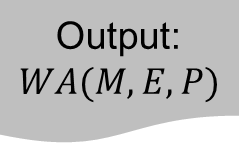 Output:
WA(M, E, P)